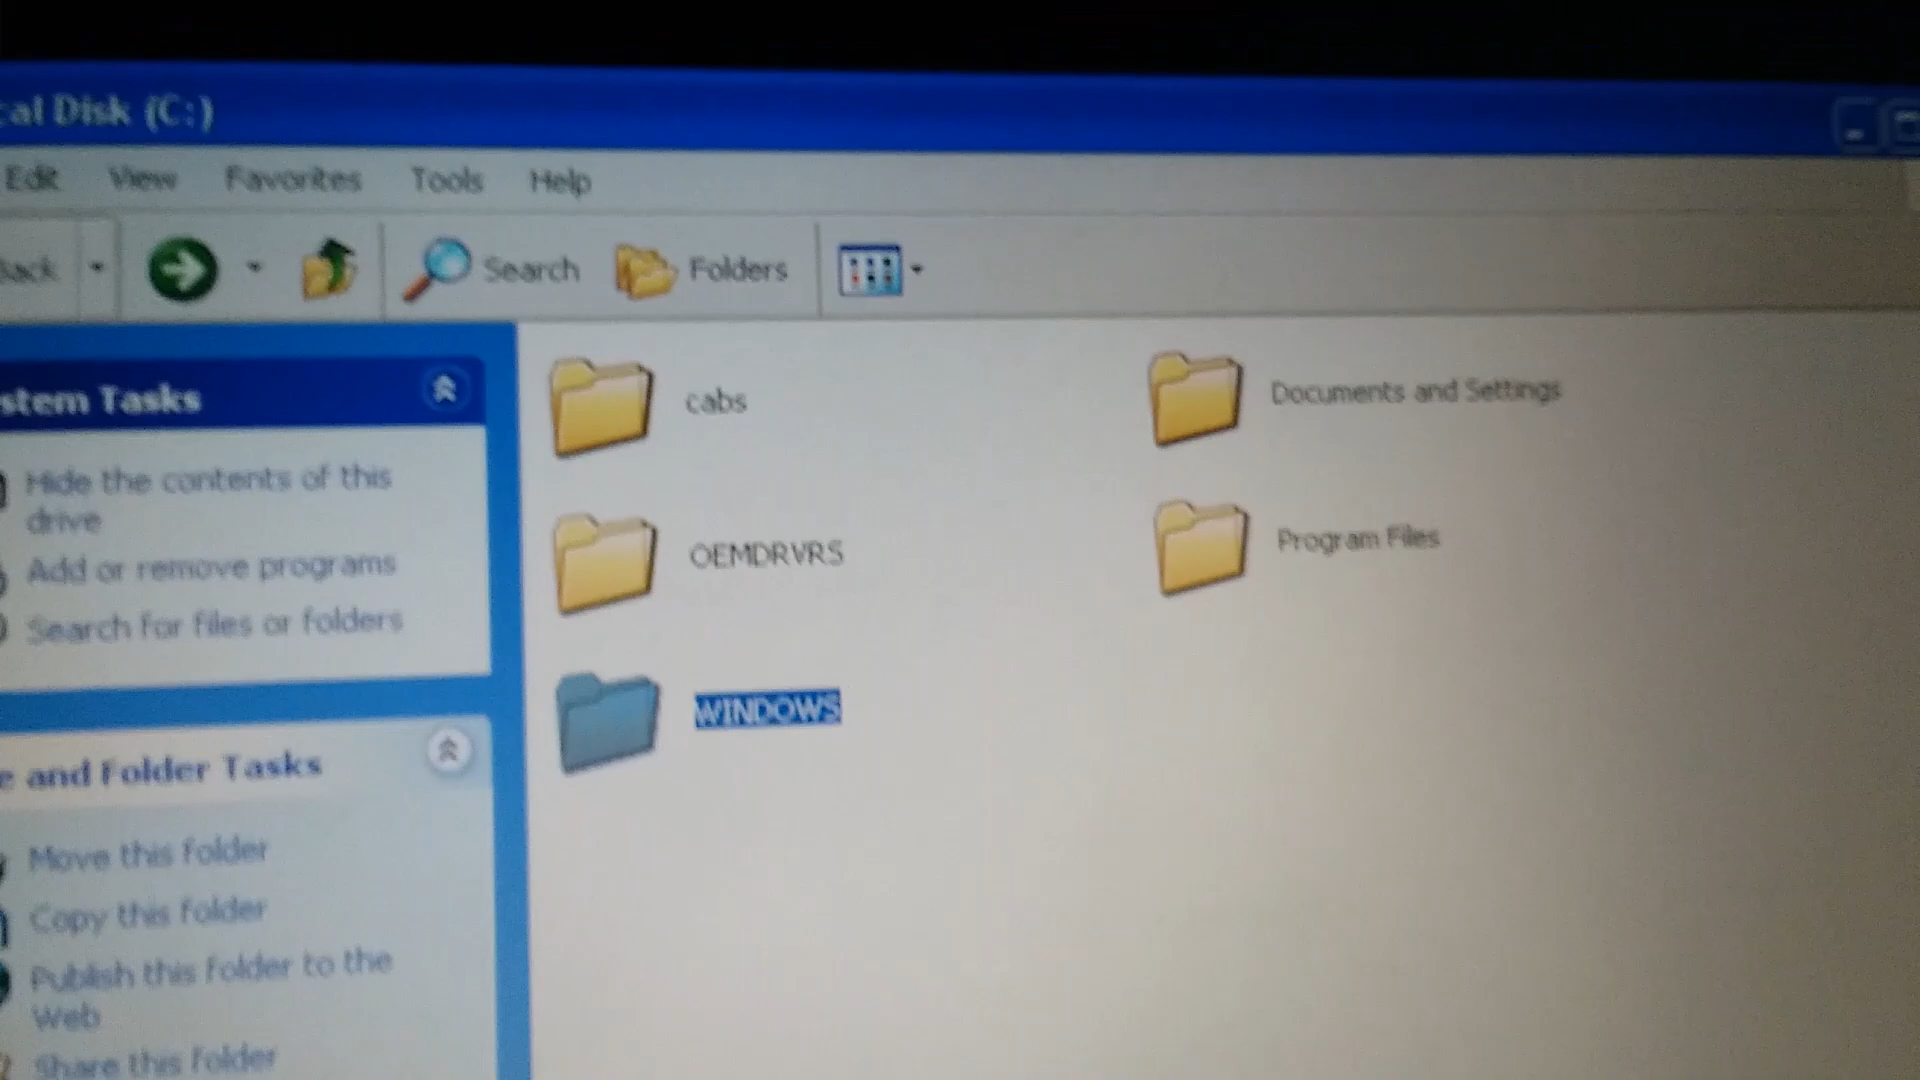 cal Disk (C:)
Edit View Favorites Tools Help
Back Search Folders
stem Tasks
Hide the contents of this
drive
Add or remove programs
Search for files or folders
e and Folder Tasks
Move this folder
Copy this folder
Publish this folder to the
Web
Share this folder
cabs
Documents and Settings
OEMDRVRS
Program Files
WINDOWS